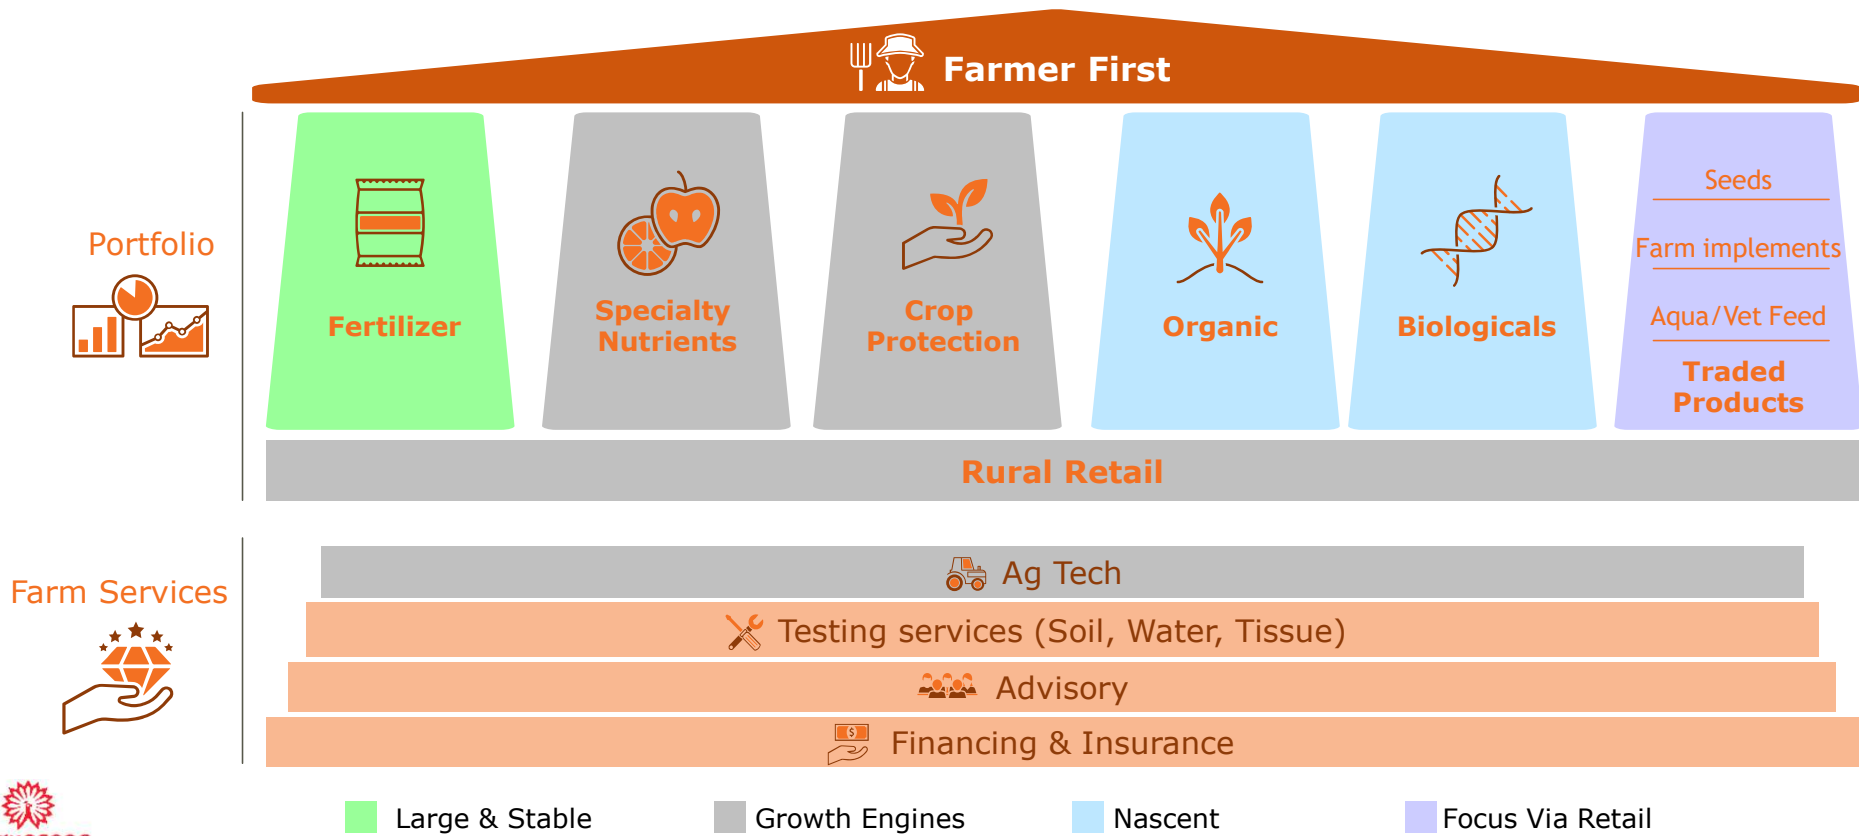 Farmer First
Portfolio
Fertilizer
Specialty
Nutrients
Crop
Protection
Organic
Biologicals
Seeds
Farm implements
Aqua/Vet Feed
Traded
Products
Rural Retail
Farm Services
Ag Tech
Testing services (Soil, Water, Tissue)
Advisory
Financing & Insurance
Large & Stable
Growth Engines
Nascent
Focus Via Retail